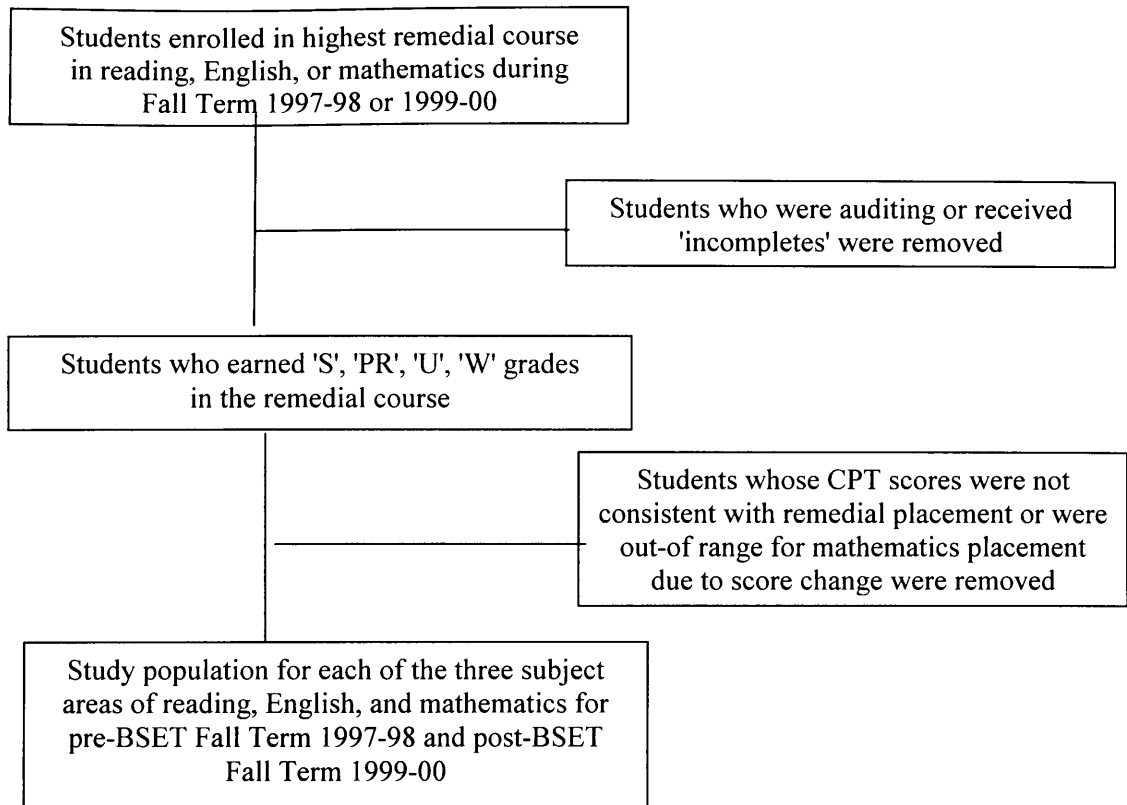 Students enrolled in highest remedial course
in reading, English, or mathematics during
Fall Term 1997-98 or 1999-00
Students who were auditing or received
'incompletes' were removed
Students who earned 'S', 'PR', 'U', 'W' grades
in the remedial course
Students whose CPT scores were not
consistent with remedial placement or were
out-of range for mathematics placement
due to score change were removed
Study population for each of the three subject
areas of reading, English, and mathematics for
pre-BSET Fall Term 1997-98 and post-BSET
Fall Term 1999-00